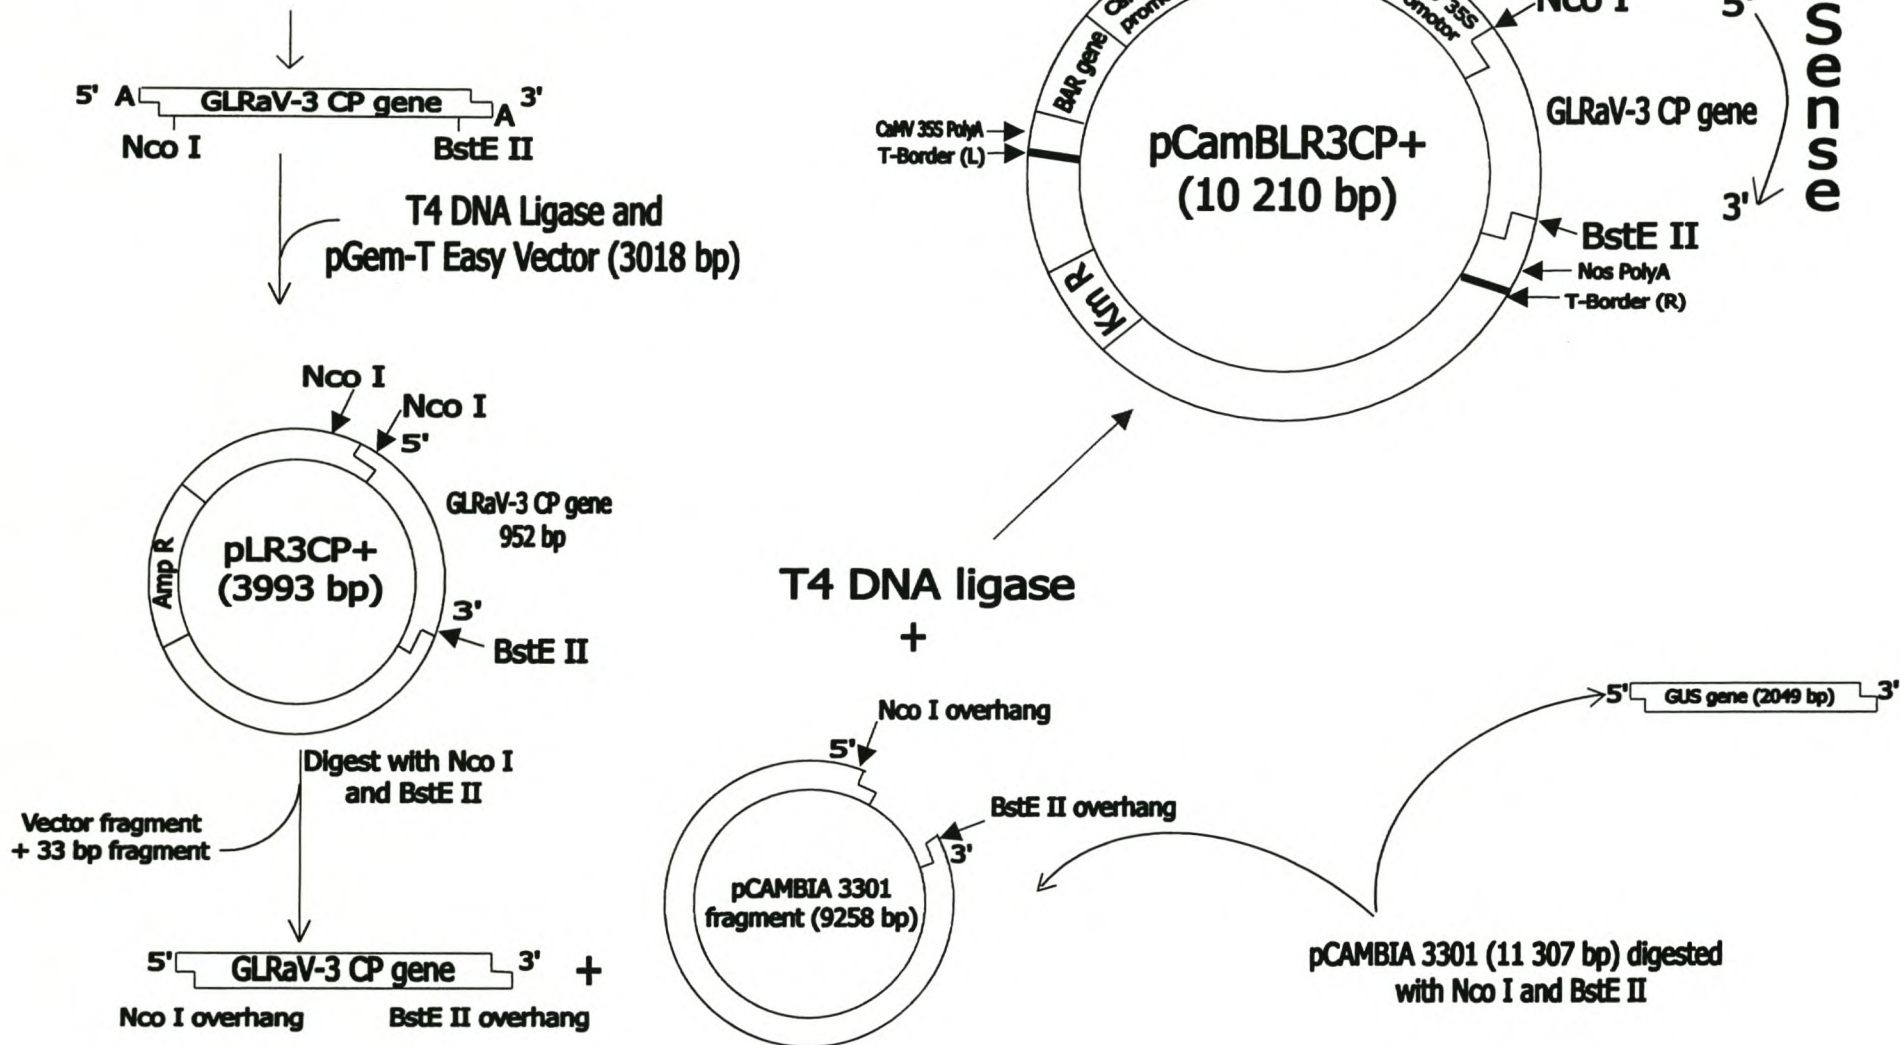 5' A GLRaV-3 CP gene A 3'
Nco I BstE II
T4 DNA Ligase and
pGem-T Easy Vector (3018 bp)
Nco I
Nco I
5'
GLRaV-3 CP gene
952 bp
Amp R
pLR3CP+
(3993 bp)
3'
BstE II
Digest with Nco I
and BstE II
Vector fragment
+ 33 bp fragment
5' GLRaV-3 CP gene 3' +
Nco I overhang BstE II overhang
35S
Nco I
5'
Sense
BAR gene
GLRaV-3 CP gene
CaMV 35S PolyA
T-Border (L)
pCamBLR3CP+
(10 210 bp)
3'
BstE II
Nos PolyA
T-Border (R)
Km R
T4 DNA ligase
+
Nco I overhang
5'
BstE II overhang
3'
pCAMBIA 3301
fragment (9258 bp)
5' GUS gene (2049 bp) 3'
pCAMBIA 3301 (11 307 bp) digested
with Nco I and BstE II